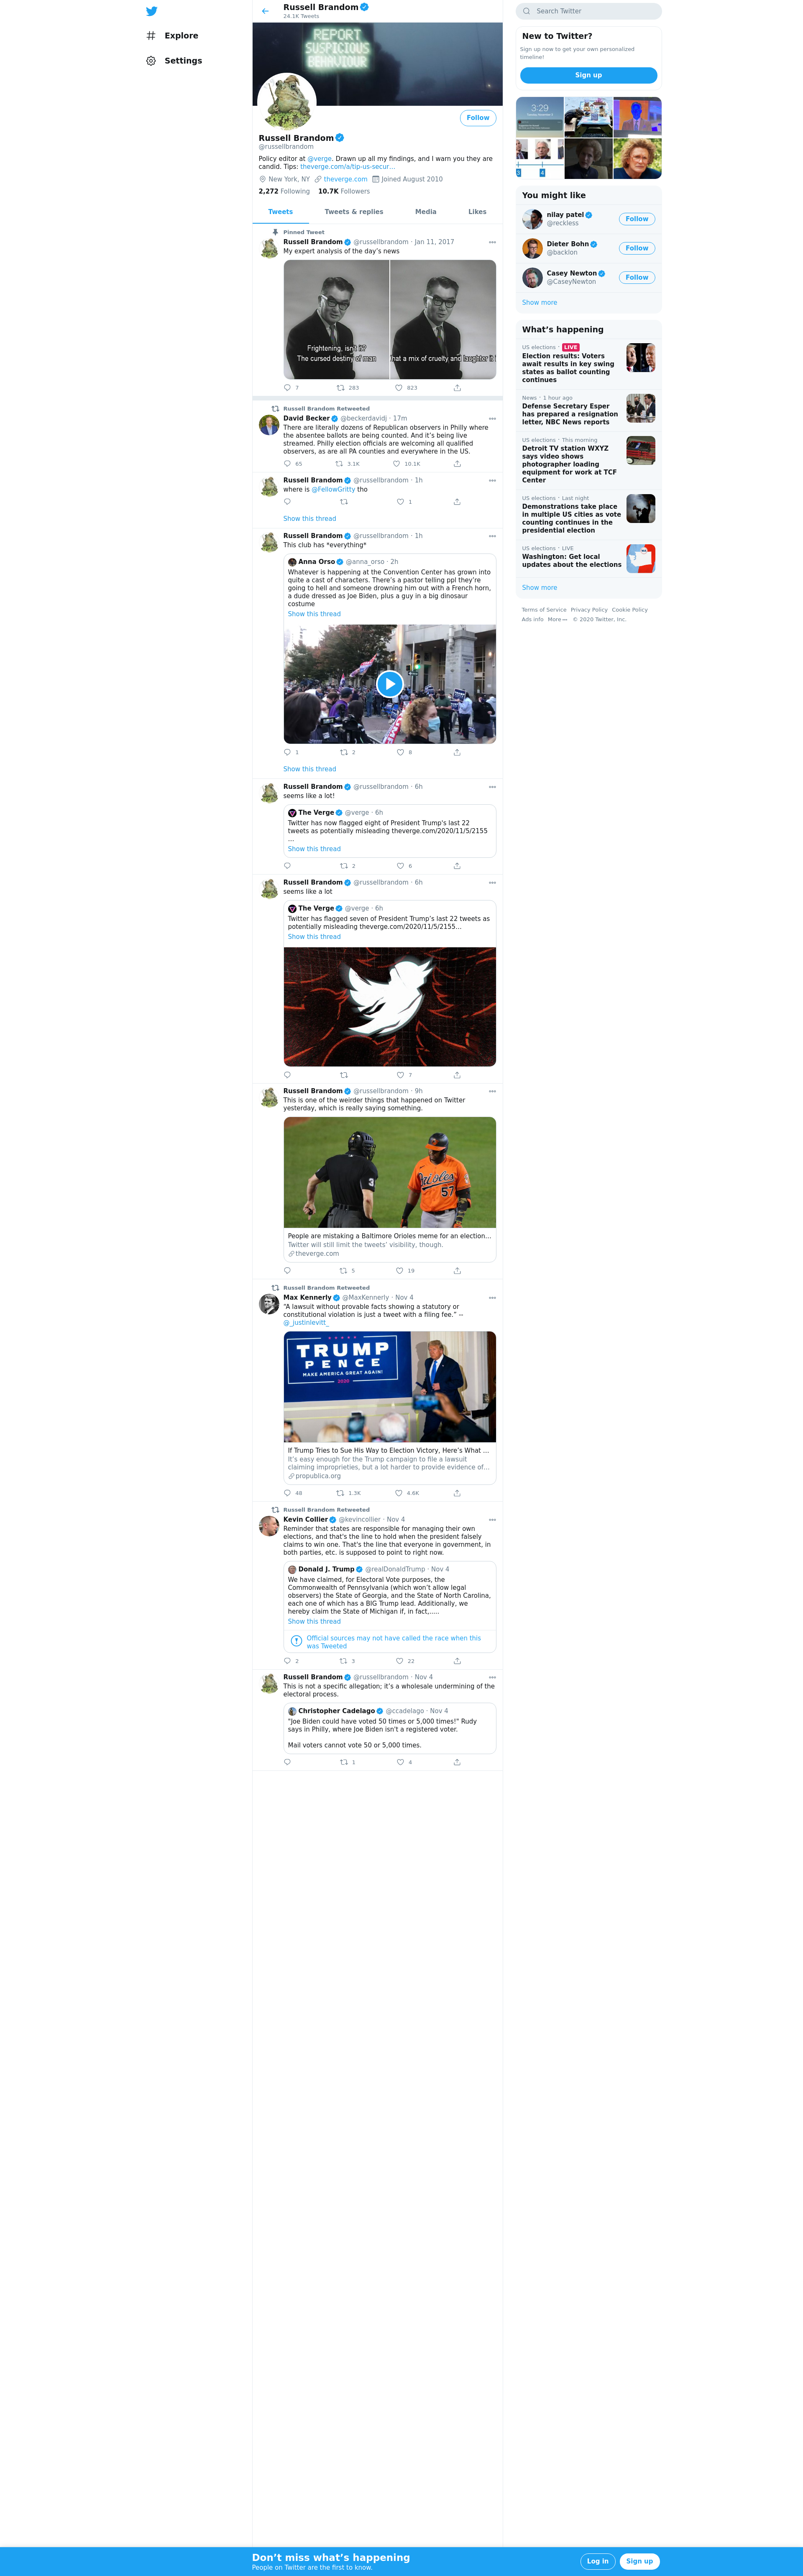 Explore
Settings
Russell Brandom
24.1K Tweets
REPORT
SUSPICIOUS
BEHAVIOUR
Follow
Russell Brandom
@russellbrandom
Policy editor at @verge. Drawn up all my findings, and I warn you they are
candid. Tips: theverge.com/a/tip-us-secur…
New York, NY theverge.com Joined August 2010
2,272 Following 10.7K Followers
Tweets Tweets & replies Media Likes
Pinned Tweet
Russell Brandom @russellbrandom · Jan 11, 2017
My expert analysis of the day’s news
Frightening, isn't it?
The cursed destiny of man
that a mix of cruelty and laughter it i
7 283 823
Russell Brandom Retweeted
David Becker @beckerdavidj · 17m
There are literally dozens of Republican observers in Philly where
the absentee ballots are being counted. And it’s being live
streamed. Philly election officials are welcoming all qualified
observers, as are all PA counties and everywhere in the US.
65 3.1K 10.1K
Russell Brandom @russellbrandom · 1h
where is @FellowGritty tho
1
Show this thread
Russell Brandom @russellbrandom · 1h
This club has *everything*
Anna Orso @anna_orso · 2h
Whatever is happening at the Convention Center has grown into
quite a cast of characters. There’s a pastor telling ppl they’re
going to hell and someone drowning him out with a French horn,
a dude dressed as Joe Biden, plus a guy in a big dinosaur
costume
Show this thread
1 2 8
Show this thread
Russell Brandom @russellbrandom · 6h
seems like a lot!
The Verge @verge · 6h
Twitter has now flagged eight of President Trump's last 22
tweets as potentially misleading theverge.com/2020/11/5/2155
…
Show this thread
2 6
Russell Brandom @russellbrandom · 6h
seems like a lot
The Verge @verge · 6h
Twitter has flagged seven of President Trump’s last 22 tweets as
potentially misleading theverge.com/2020/11/5/2155…
Show this thread
7
Russell Brandom @russellbrandom · 9h
This is one of the weirder things that happened on Twitter
yesterday, which is really saying something.
3
Orioles
57
People are mistaking a Baltimore Orioles meme for an election…
Twitter will still limit the tweets’ visibility, though.
theverge.com
5 19
Russell Brandom Retweeted
Max Kennerly @MaxKennerly · Nov 4
“A lawsuit without provable facts showing a statutory or
constitutional violation is just a tweet with a filing fee.” --
@_justinlevitt_
TRUMP
PENCE
MAKE AMERICA GREAT AGAIN!
If Trump Tries to Sue His Way to Election Victory, Here’s What …
It’s easy enough for the Trump campaign to file a lawsuit
claiming improprieties, but a lot harder to provide evidence of…
propublica.org
48 1.3K 4.6K
Russell Brandom Retweeted
Kevin Collier @kevincollier · Nov 4
Reminder that states are responsible for managing their own
elections, and that's the line to hold when the president falsely
claims to win one. That's the line that everyone in government, in
both parties, etc. is supposed to point to right now.
Donald J. Trump @realDonaldTrump · Nov 4
We have claimed, for Electoral Vote purposes, the
Commonwealth of Pennsylvania (which won’t allow legal
observers) the State of Georgia, and the State of North Carolina,
each one of which has a BIG Trump lead. Additionally, we
hereby claim the State of Michigan if, in fact,.....
Show this thread
Official sources may not have called the race when this
was Tweeted
2 3 22
Russell Brandom @russellbrandom · Nov 4
This is not a specific allegation; it’s a wholesale undermining of the
electoral process.
Christopher Cadelago @ccadelago · Nov 4
“Joe Biden could have voted 50 times or 5,000 times!" Rudy
says in Philly, where Joe Biden isn't a registered voter.
Mail voters cannot vote 50 or 5,000 times.
1 4
Search Twitter
New to Twitter?
Sign up now to get your own personalized
timeline!
Sign up
3:29
3 4
You might like
nilay patel
@reckless
Follow
Dieter Bohn
@backlon
Follow
Casey Newton
@CaseyNewton
Follow
Show more
What’s happening
US elections · LIVE
Election results: Voters
await results in key swing
states as ballot counting
continues
News · 1 hour ago
Defense Secretary Esper
has prepared a resignation
letter, NBC News reports
US elections · This morning
Detroit TV station WXYZ
says video shows
photographer loading
equipment for work at TCF
Center
US elections · Last night
Demonstrations take place
in multiple US cities as vote
counting continues in the
presidential election
US elections · LIVE
Washington: Get local
updates about the elections
Show more
Terms of Service Privacy Policy Cookie Policy
Ads info More © 2020 Twitter, Inc.
Don’t miss what’s happening
People on Twitter are the first to know.
Log in Sign up